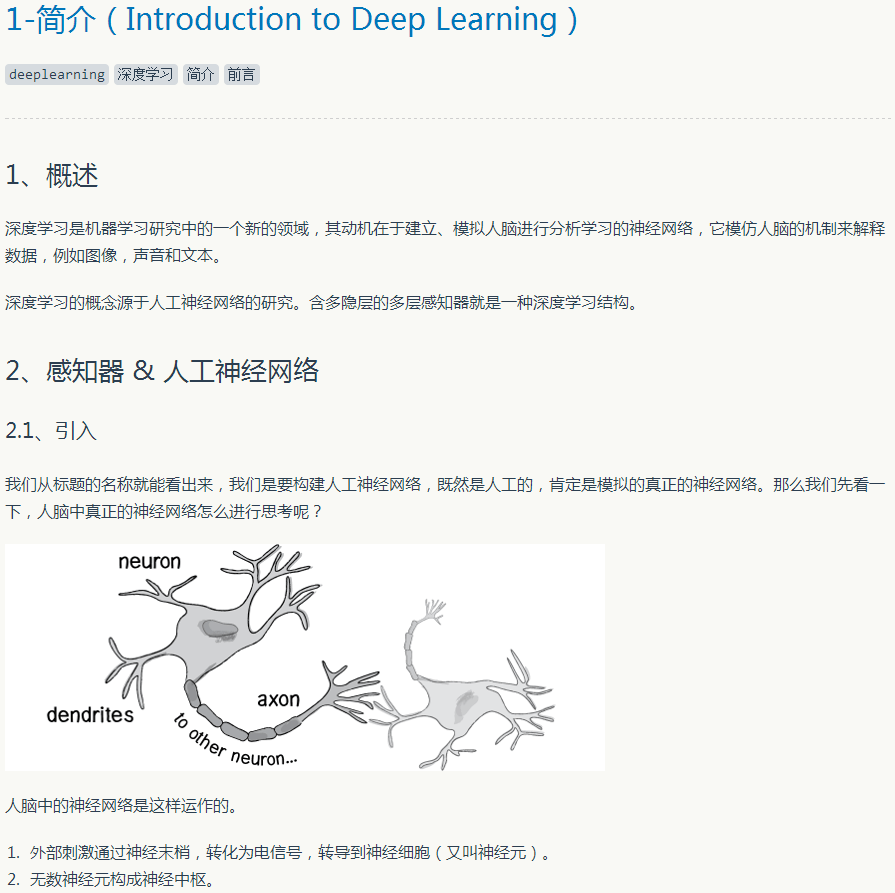 1-简介（Introduction to Deep Learning）
deeplearning 深度学习 简介 前言
1、概述
深度学习是机器学习研究中的一个新的领域，其动机在于建立、模拟人脑进行分析学习的神经网络，它模仿人脑的机制来解释
数据，例如图像，声音和文本。
深度学习的概念源于人工神经网络的研究。含多隐层的多层感知器就是一种深度学习结构。
2、感知器 & 人工神经网络
2.1、引入
我们从标题的名称就能看出来，我们是要构建人工神经网络，既然是人工的，肯定是模拟的真正的神经网络。那么我们先看一
下，人脑中真正的神经网络怎么进行思考呢？
neuron
axon
dendrites
to other neuron...
人脑中的神经网络是这样运作的。
1. 外部刺激通过神经末梢，转化为电信号，转导到神经细胞（又叫神经元）。
2. 无数神经元构成神经中枢。